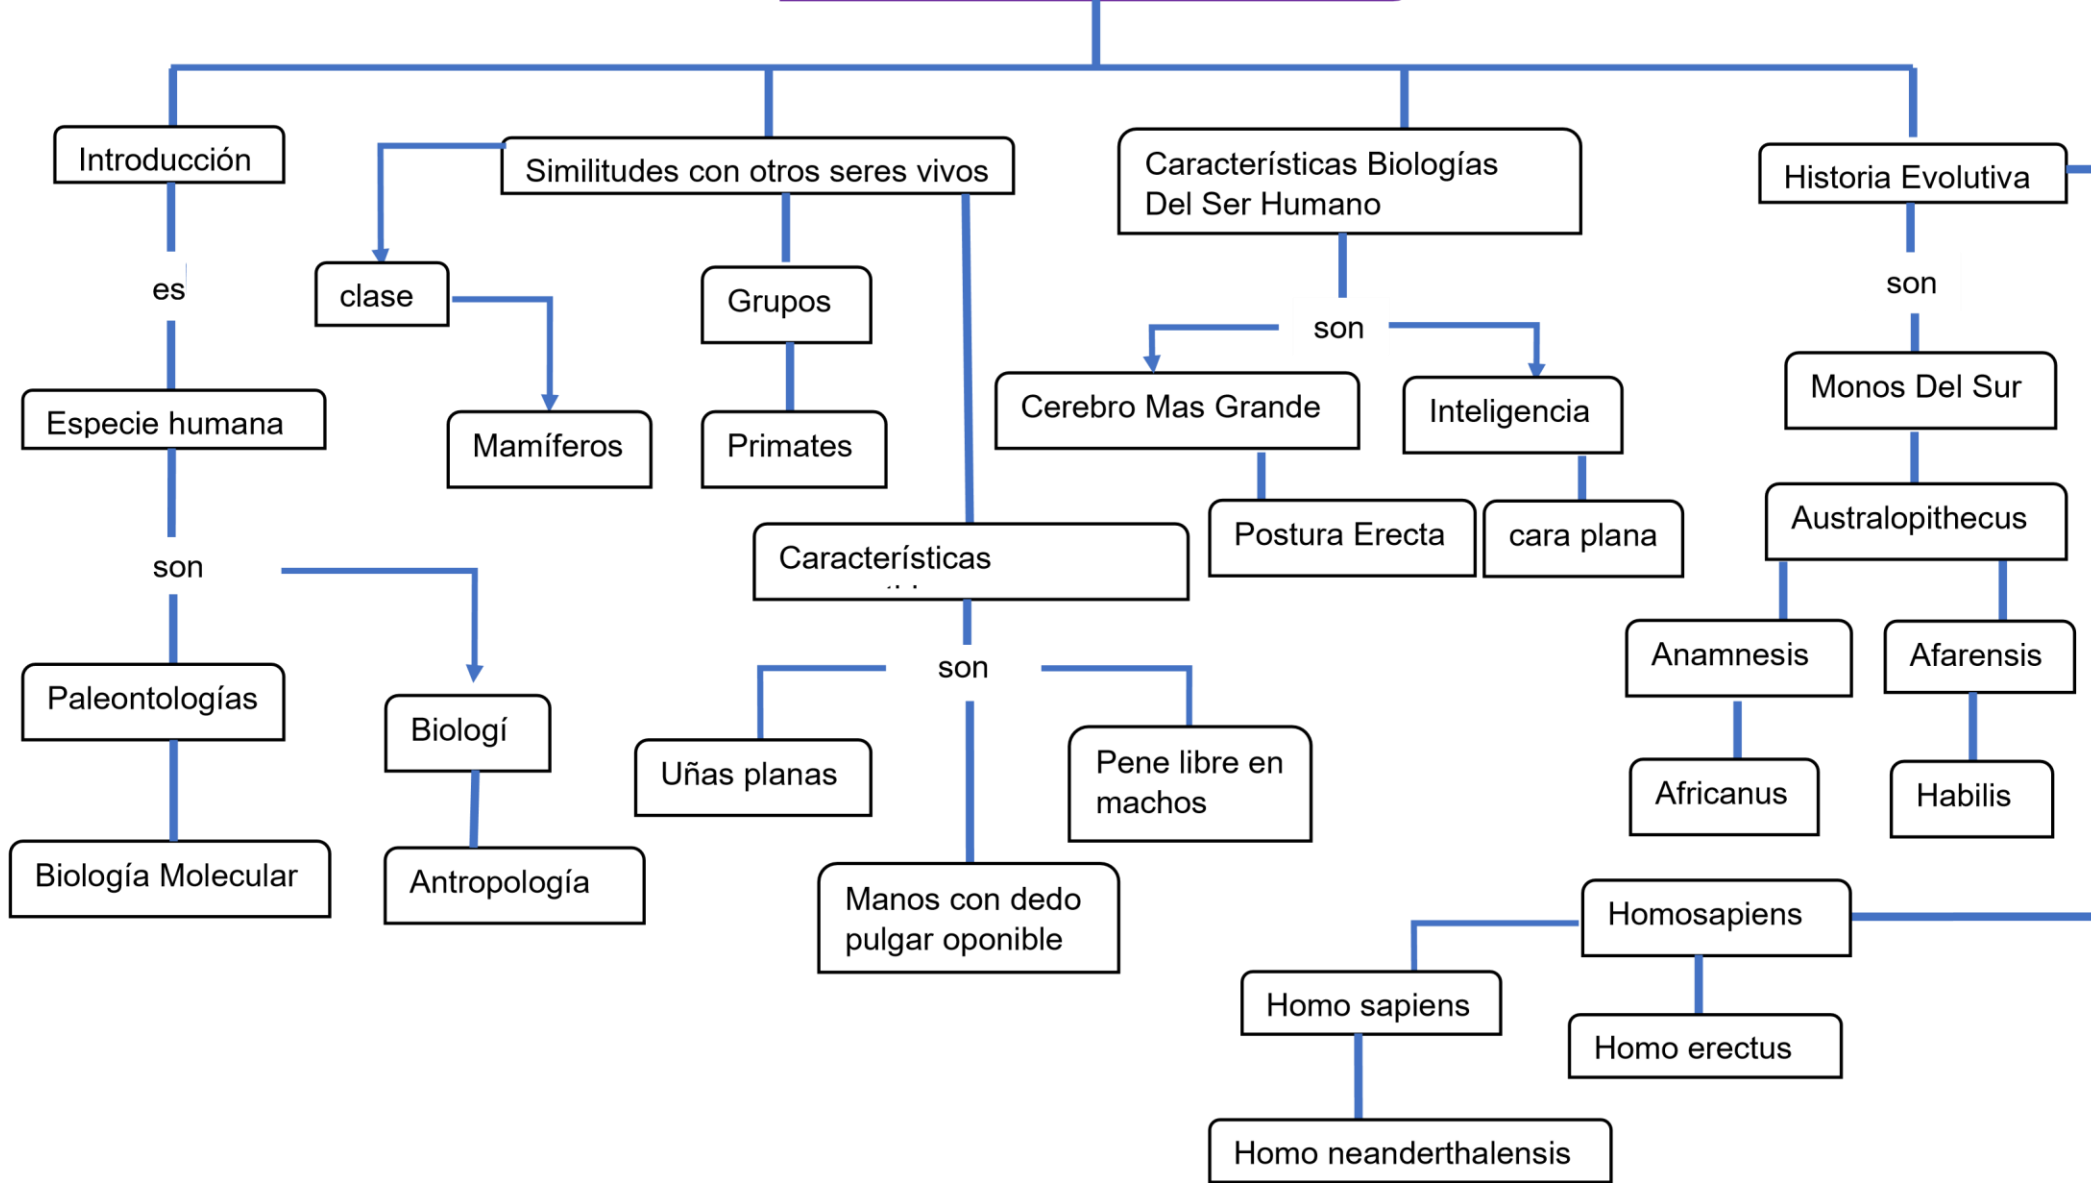 Introducción
es
Especie humana
son
Paleontologías
Biología Molecular
Biologí
Antropología
Similitudes con otros seres vivos
clase
Mamíferos
Grupos
Primates
Características
son
Uñas planas
Manos con dedo
pulgar oponible
Pene libre en
machos
Características Biologías
Del Ser Humano
son
Cerebro Mas Grande
Postura Erecta
Inteligencia
cara plana
Historia Evolutiva
son
Monos Del Sur
Australopithecus
Anamnesis
Africanus
Afarensis
Habilis
Homosapiens
Homo sapiens
Homo erectus
Homo neanderthalensis